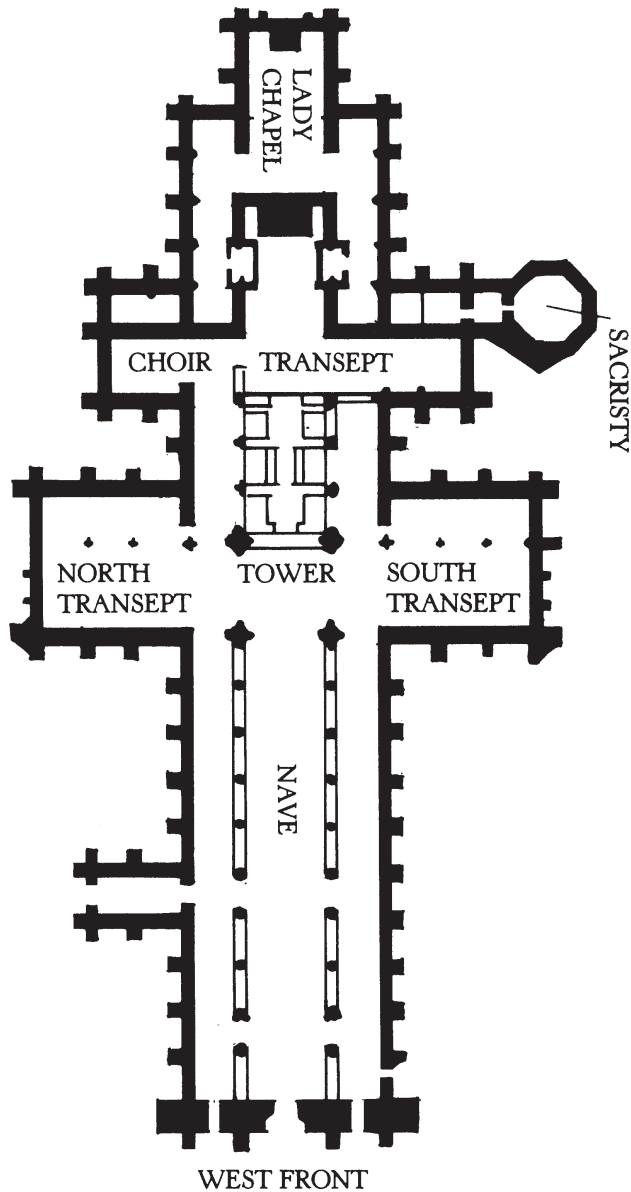 LADY
CHAPEL
SACRISTY
CHOIR TRANSEPT
NORTH
TRANSEPT
TOWER
SOUTH
TRANSEPT
NAVE
WEST FRONT